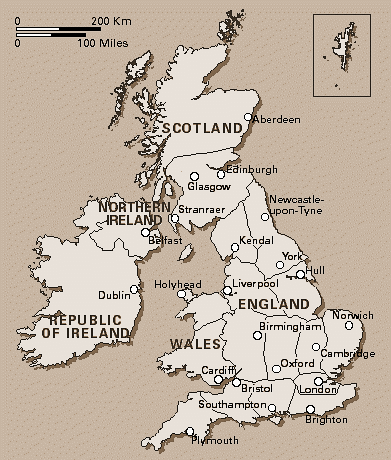 0 200 Km
0 100 Miles
Aberdeen
SCOTLAND
Edinburgh
Glasgow
NORTHERN
IRELAND
Stranraer
Newcastle-
upon-Tyne
Belfast
Kendal
York
Hull
Dublin
Holyhead
Liverpool
ENGLAND
REPUBLIC
OF IRELAND
Norwich
Birmingham
WALES
Cambridge
Oxford
Cardiff
Bristol
London
Southampton
Brighton
Plymouth